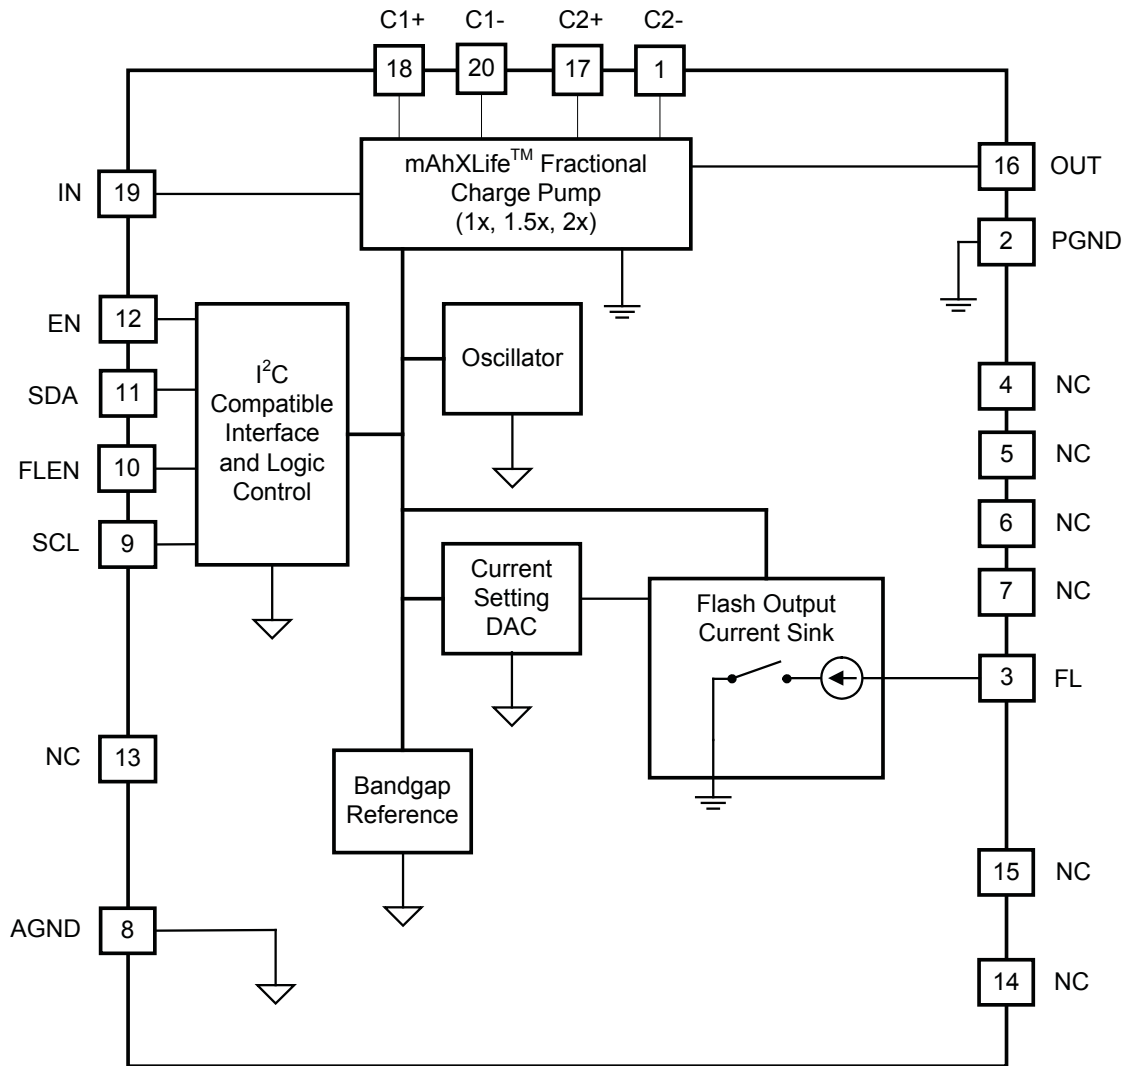 C1+ C1- C2+ C2-
18 20 17 1
mAhXLife™ Fractional
Charge Pump
(1x, 1.5x, 2x)
IN 19
16 OUT
2 PGND
EN 12
SDA 11
FLEN 10
SCL 9
I²C
Compatible
Interface
and Logic
Control
Oscillator
4 NC
5 NC
6 NC
7 NC
Current
Setting
DAC
Flash Output
Current Sink
3 FL
NC 13
Bandgap
Reference
15 NC
AGND 8
14 NC